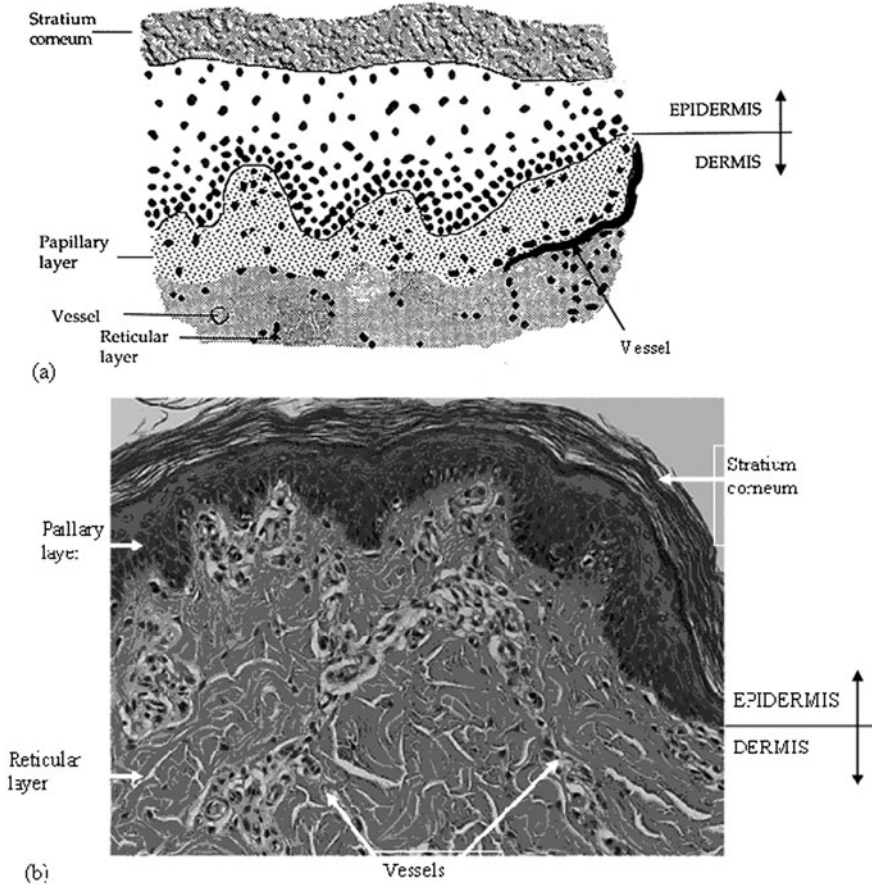 Stratium
corneum
EPIDERMIS
DERMIS
Papillary
layer
Vessel
Reticular
layer
Vessel
(a)
Stratium
corneum
Paillary
layer
EPIDERMIS
DERMIS
Reticular
layer
Vessels
(b)